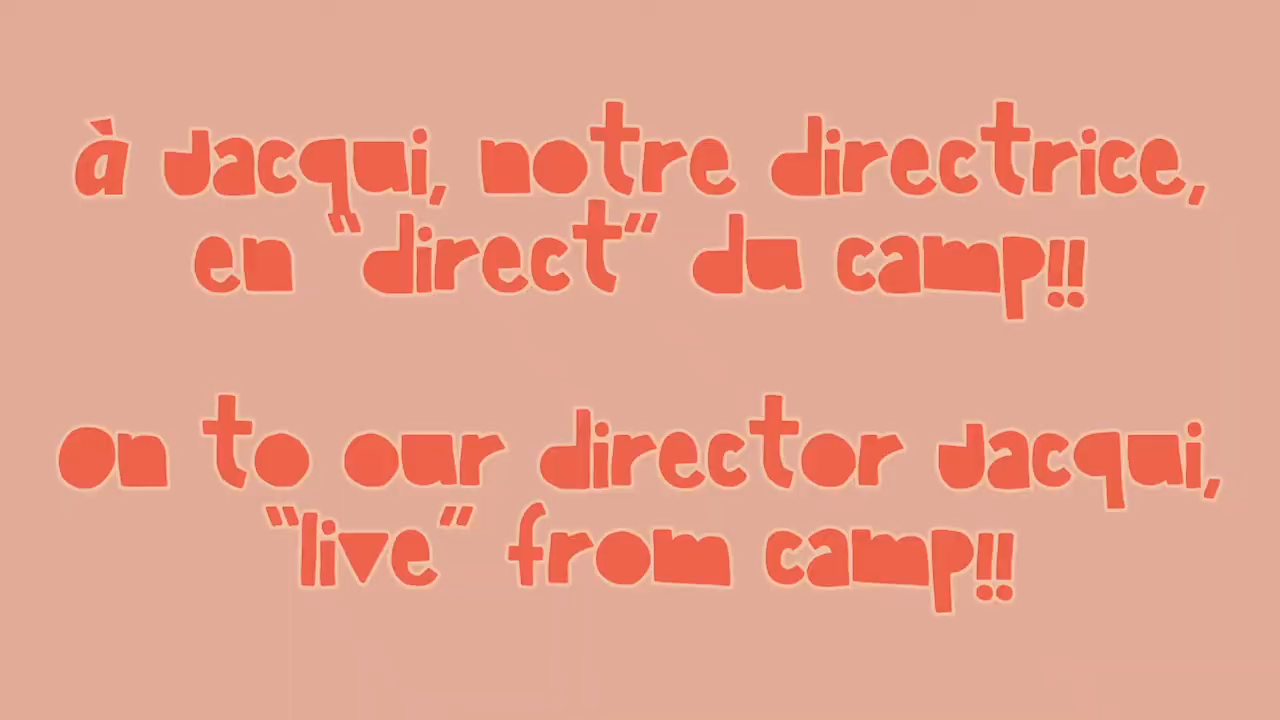 à Jacqui, notre directrice,
en "direct" du camp!!
On to our director Jacqui,
"live" from camp!!